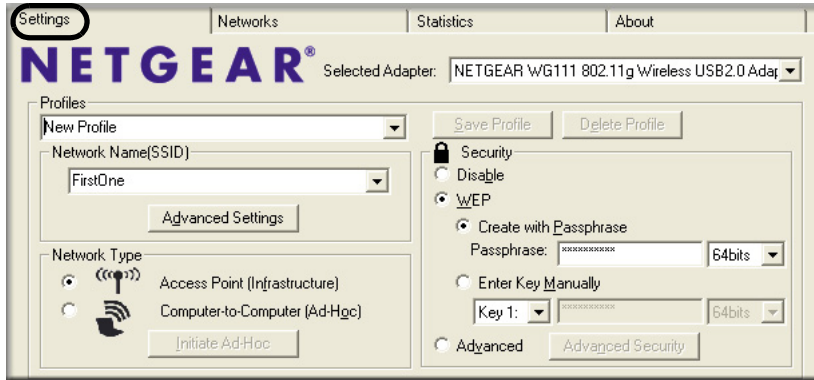 Settings Networks Statistics About
NETGEAR® Selected Adapter: NETGEAR WG111 802.11g Wireless USB2.0 Adap
Profiles
New Profile Save Profile Delete Profile
Network Name(SSID)
FirstOne
Advanced Settings
Network Type
Access Point (Infrastructure)
Computer-to-Computer (Ad-Hoc)
Initiate Ad-Hoc
Security
Disable
WEP
Create with Passphrase
Passphrase: xxxxxxxxxx 64bits
Enter Key Manually
Key 1: xxxxxxxxxx 64bits
Advanced Advanced Security